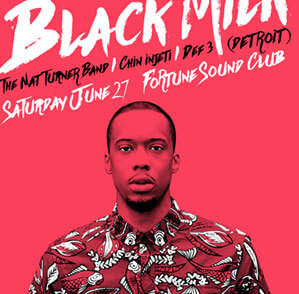 BLACK MILK
THE NAT TURNER BAND | CHIN INJETI | DEF 3 (DETROIT)
SATURDAY JUNE 27 FORTUNE SOUND CLUB